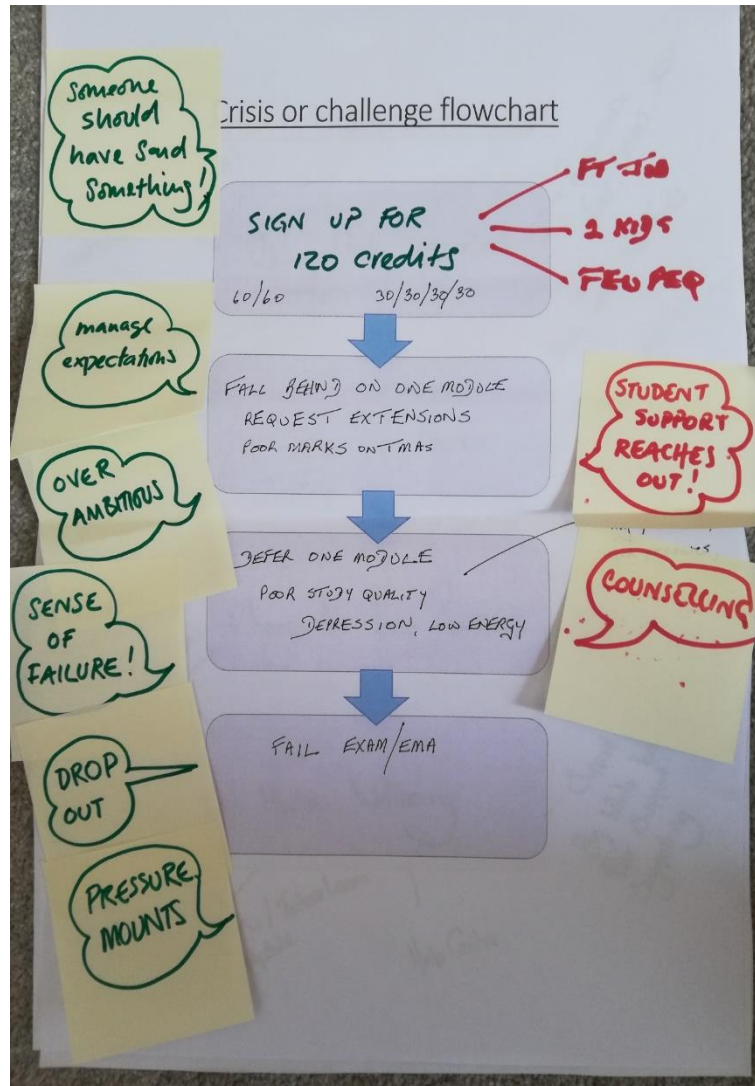 Crisis or challenge flowchart
Someone
should
have said
something!
SIGN UP FOR
120 credits
60/60 30/30/30/30
FT JOB
2 KIDS
manage
expectations
FALL BEHIND ON ONE MODULE
REQUEST EXTENSIONS
POOR MARKS ON TMAS
STUDENT
SUPPORT
REACHES
OUT!
OVER
AMBITIOUS
DEFER ONE MODULE
POOR STUDY QUALITY
DEPRESSION, LOW ENERGY
COUNSELLING
SENSE
OF
FAILURE!
FAIL EXAM/EMA
DROP
OUT
PRESSURE
MOUNTS